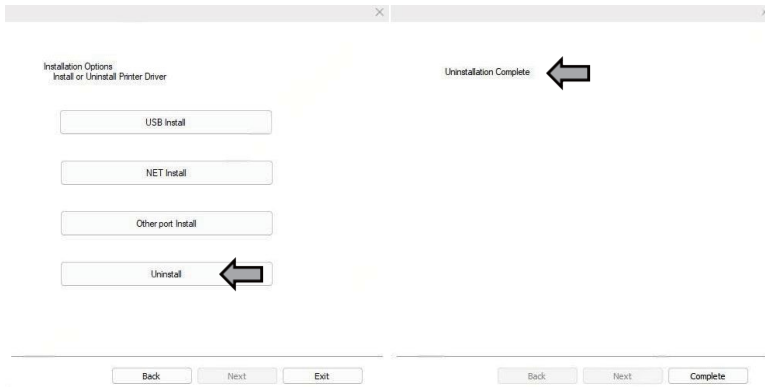 Installation Options
Install or Uninstall Printer Driver
USB Install
NET Install
Other port Install
Uninstall
Back Next Exit
Uninstallation Complete
Back Next Complete